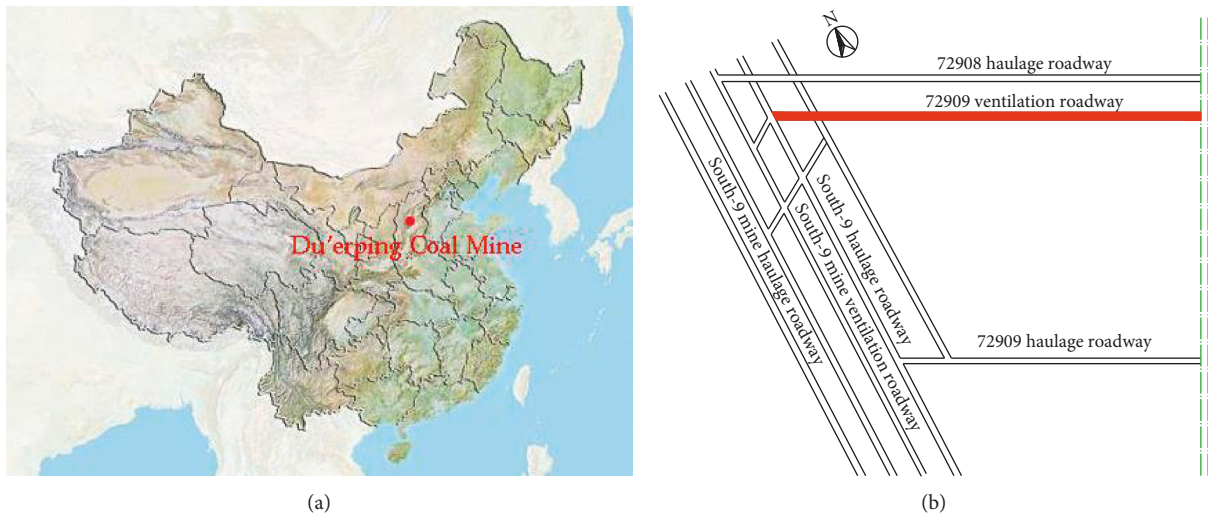 Du'erping Coal Mine
(a)
N
72908 haulage roadway
72909 ventilation roadway
South-9 mine haulage roadway
South-9 mine ventilation roadway
South-9 haulage roadway
72909 haulage roadway
(b)